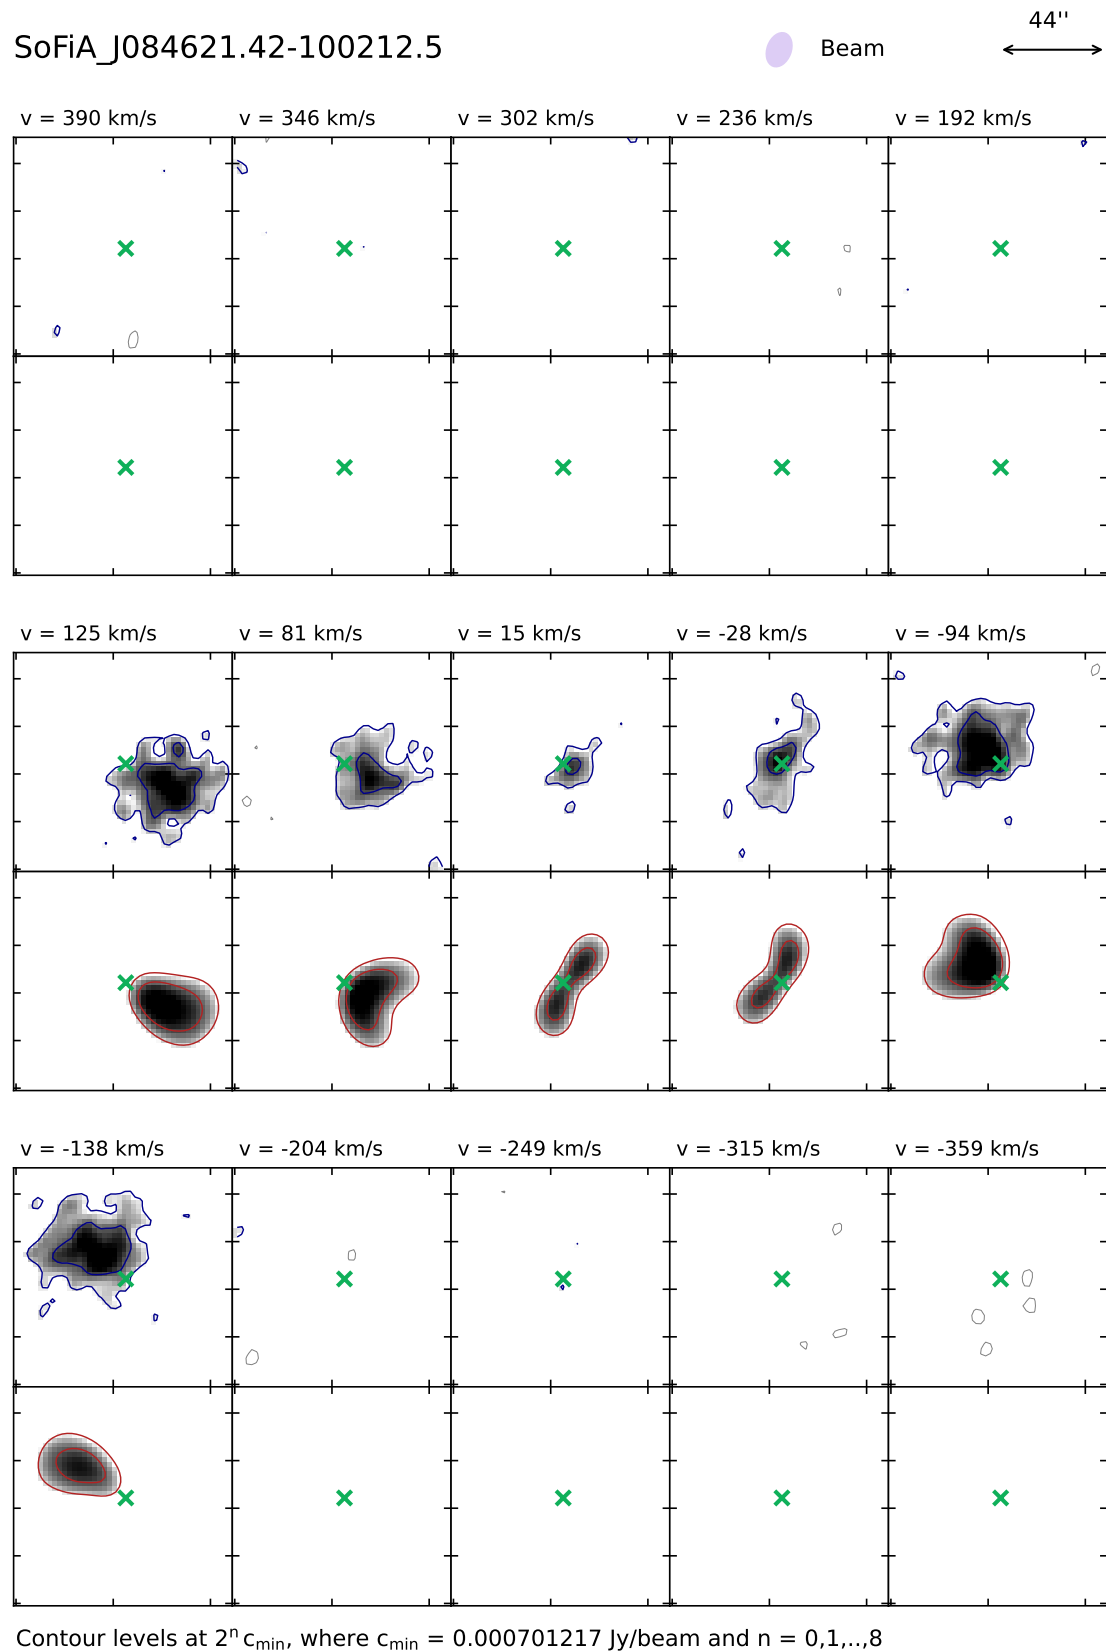 44''
SoFiA_J084621.42-100212.5 Beam
v = 390 km/s v = 346 km/s v = 302 km/s v = 236 km/s v = 192 km/s
v = 125 km/s v = 81 km/s v = 15 km/s v = -28 km/s v = -94 km/s
v = -138 km/s v = -204 km/s v = -249 km/s v = -315 km/s v = -359 km/s
Contour levels at 2ⁿ c_min, where c_min = 0.000701217 Jy/beam and n = 0,1,..,8